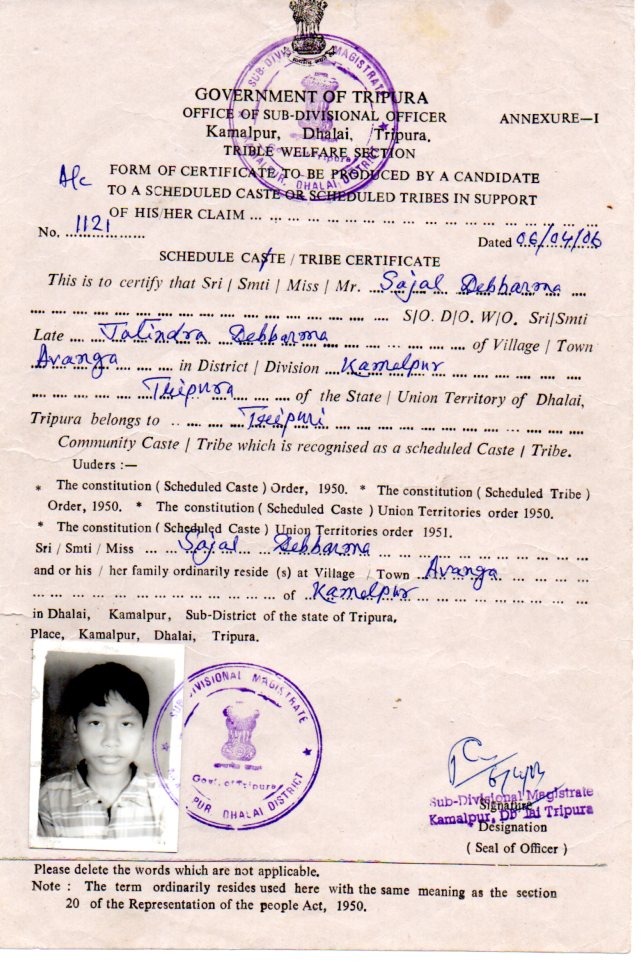 GOVERNMENT OF TRIPURA
OFFICE OF SUB-DIVISIONAL OFFICER ANNEXURE—I
Kamalpur, Dhalai, Tripura.
TRIBLE WELFARE SECTION
FORM OF CERTIFICATE TO BE PRODUCED BY A CANDIDATE
TO A SCHEDULED CASTE OR SCHEDULED TRIBES IN SUPPORT
OF HIS/HER CLAIM ... ... ... ... ... ... ... ... ... ... ... ...
No. 1121 Dated 06/04/06
SCHEDULE CASTE / TRIBE CERTIFICATE
This is to certify that Sri / Smti / Miss / Mr. Sajal Debbarma
S/O. D/O. W/O. Sri/Smti
Late Jatindra Debbarma of Village / Town
Avanga in District / Division Kamalpur
Tripura of the State / Union Territory of Dhalai,
Tripura belongs to Tripuri
Community Caste / Tribe which is recognised as a scheduled Caste / Tribe.
Uuders :—
* The constitution ( Scheduled Caste ) Order, 1950. * The constitution ( Scheduled Tribe )
Order, 1950. * The constitution ( Scheduled Caste ) Union Territories order 1950.
* The constitution ( Scheduled Caste ) Union Territories order 1951.
Sri / Smti / Miss ... Sajal Debbarma
and or his / her family ordinarily reside (s) at Village / Town Avanga
of Kamalpur
in Dhalai, Kamalpur, Sub-District of the state of Tripura,
Place, Kamalpur, Dhalai, Tripura.
SUB-DIVISIONAL MAGISTRATE
Govt. of Tripura
DHALAI DISTRICT
Sub-Divisional Magistrate
Signature
Kamalpur, Dhalai Tripura
Designation
( Seal of Officer )
Please delete the words which are not applicable.
Note : The term ordinarily resides used here with the same meaning as the section
20 of the Representation of the people Act, 1950.